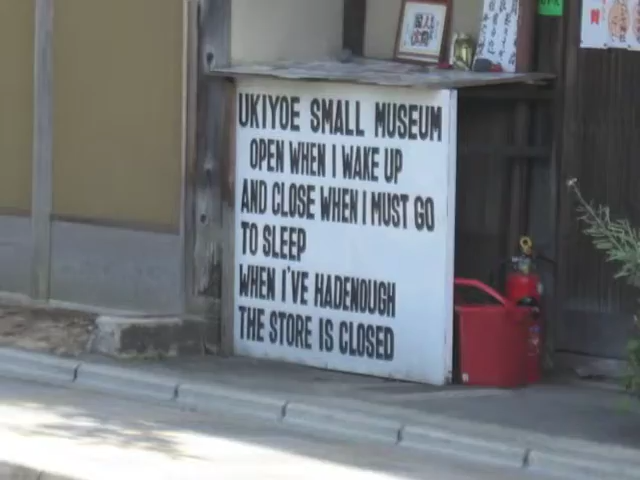 UKIYOE SMALL MUSEUM
OPEN WHEN I WAKE UP
AND CLOSE WHEN I MUST GO
TO SLEEP
WHEN I'VE HADENOUGH
THE STORE IS CLOSED